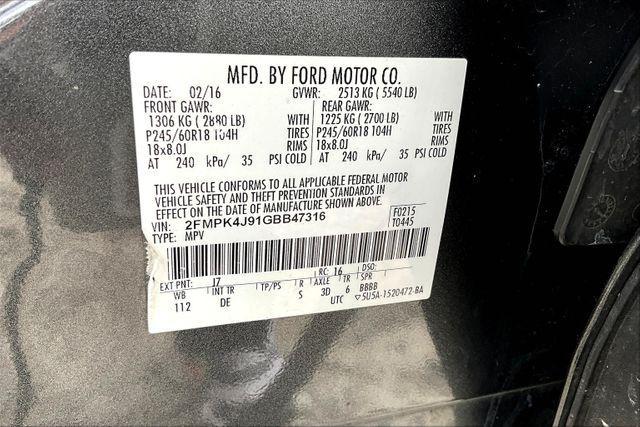 MFD. BY FORD MOTOR CO.
DATE: 02/16 GVWR: 2513 KG ( 5540 LB)
FRONT GAWR: REAR GAWR:
1306 KG ( 2880 LB) WITH 1225 KG ( 2700 LB) WITH
P245/60R18 104H TIRES P245/60R18 104H TIRES
18x8.0J RIMS 18x8.0J RIMS
AT 240 kPa/ 35 PSI COLD AT 240 kPa/ 35 PSI COLD
THIS VEHICLE CONFORMS TO ALL APPLICABLE FEDERAL MOTOR
VEHICLE SAFETY AND THEFT PREVENTION STANDARDS IN
EFFECT ON THE DATE OF MANUFACTURE SHOWN ABOVE.
VIN: 2FMPK4J91GBB47316 F0215
TYPE: MPV T0445
EXT PNT: J7 RC: 16 DSO:
WB INT TR TP/PS R AXLE TR S BBBB
112 DE S 3D 6
UTC ▽5U5A-1520472-BA